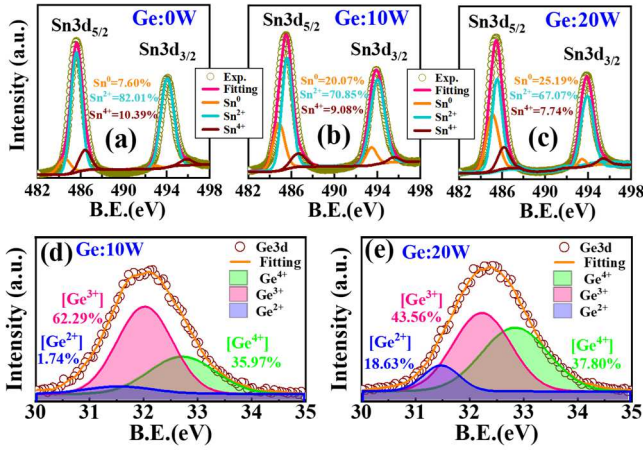 Ge:0W
Sn3d5/2
Sn3d3/2
Exp.
Fitting
Sn⁰
Sn²⁺
Sn⁴⁺
Sn⁰=7.60%
Sn²⁺=82.01%
Sn⁴⁺=10.39%
(a)
482 486 490 494 498
B.E.(eV)
Intensity (a.u.)
Ge:10W
Sn3d5/2
Sn3d3/2
Exp.
Fitting
Sn⁰
Sn²⁺
Sn⁴⁺
Sn⁰=20.07%
Sn²⁺=70.85%
Sn⁴⁺=9.08%
(b)
482 486 490 494 498
B.E.(eV)
Ge:20W
Sn3d5/2
Sn3d3/2
Exp.
Fitting
Sn⁰
Sn²⁺
Sn⁴⁺
Sn⁰=25.19%
Sn²⁺=67.07%
Sn⁴⁺=7.74%
(c)
482 486 490 494 498
B.E.(eV)
(d)
Ge:10W
Ge3d
Fitting
Ge⁴⁺
Ge³⁺
Ge²⁺
[Ge³⁺]
62.29%
[Ge²⁺]
1.74%
[Ge⁴⁺]
35.97%
30 31 32 33 34 35
B.E.(eV)
Intensity (a.u.)
(e)
Ge:20W
Ge3d
Fitting
Ge⁴⁺
Ge³⁺
Ge²⁺
[Ge³⁺]
43.56%
[Ge²⁺]
18.63%
[Ge⁴⁺]
37.80%
30 31 32 33 34 35
B.E.(eV)
Intensity (a.u.)